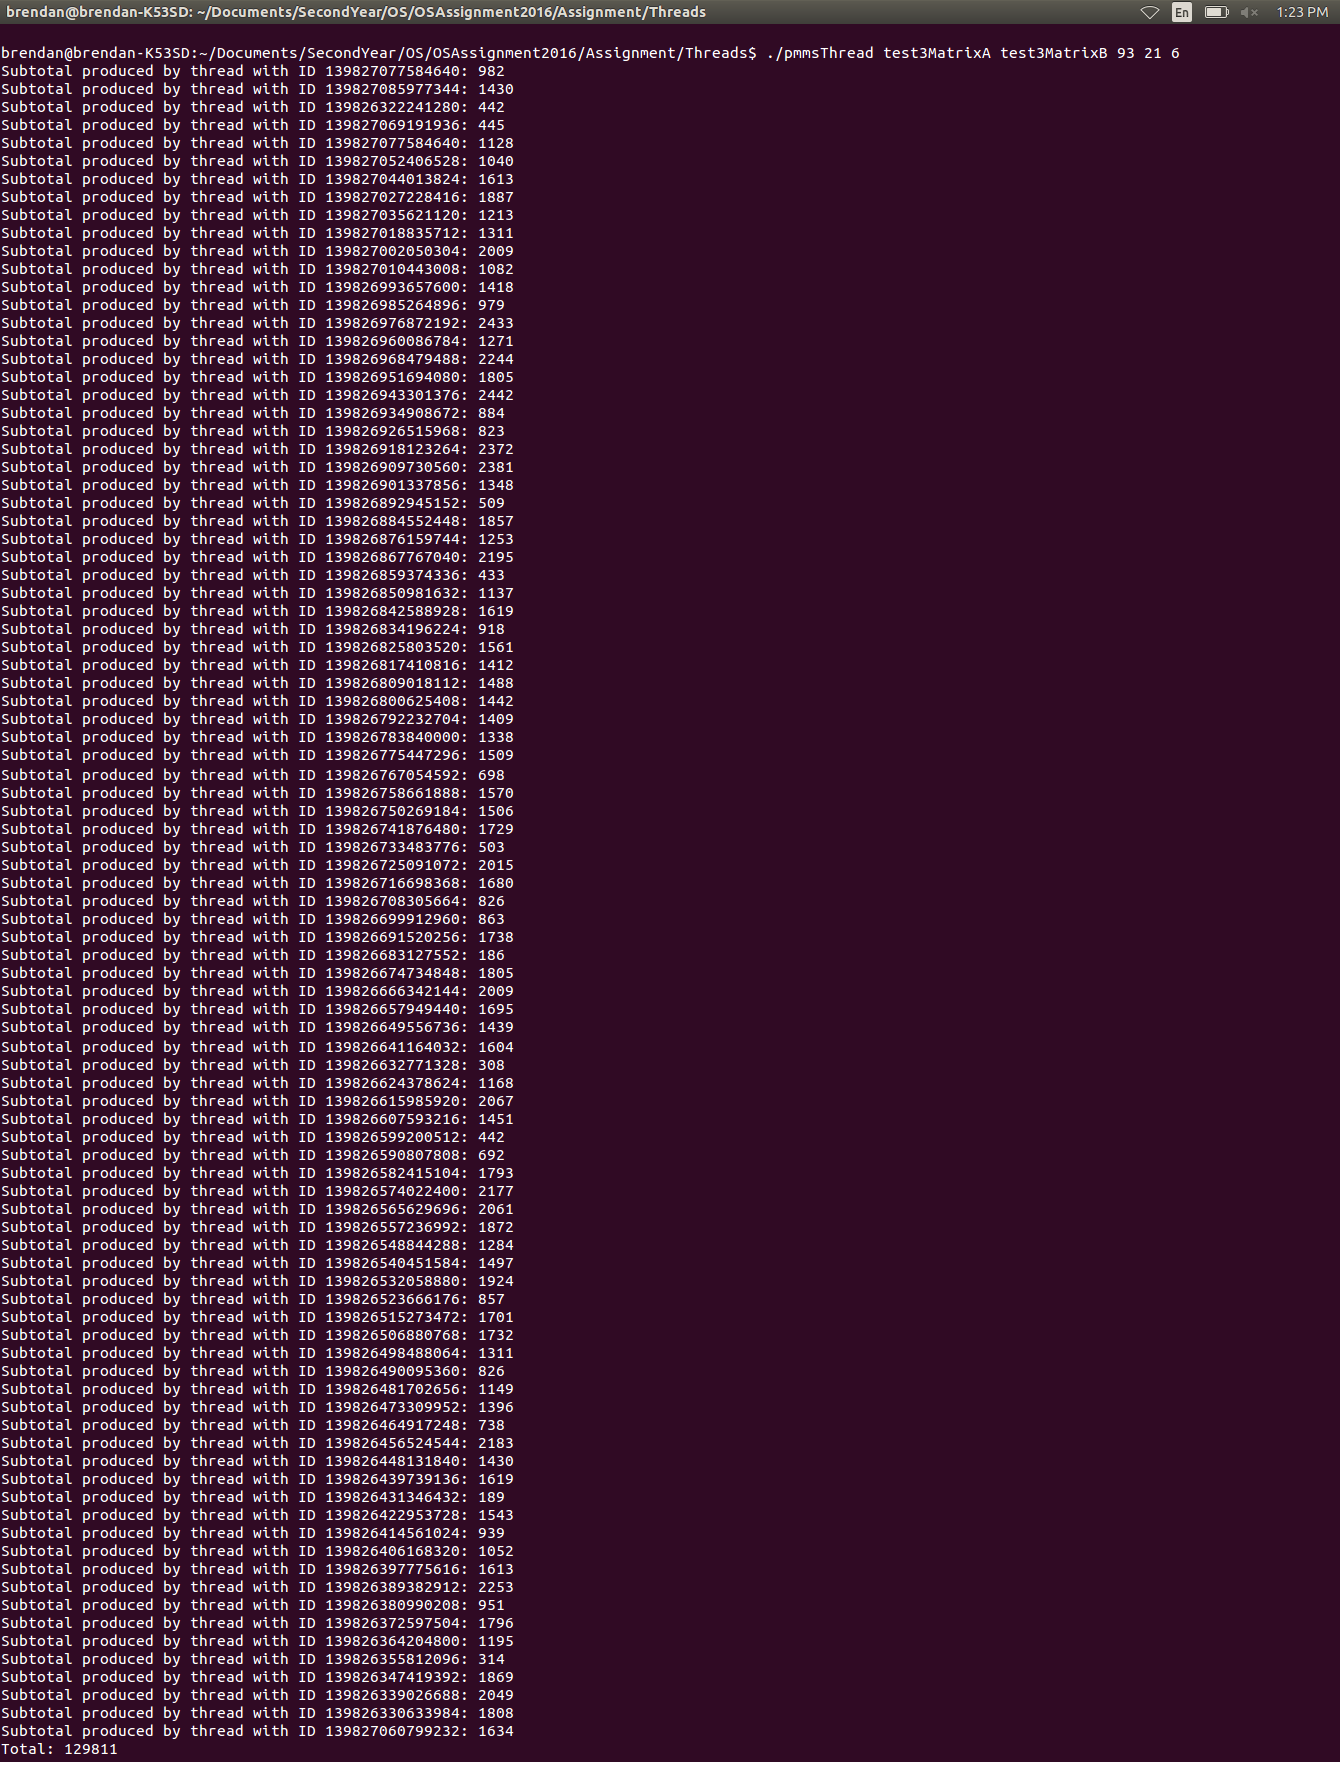 brendan@brendan-K53SD: ~/Documents/SecondYear/OS/OSAssignment2016/Assignment/Threads En 1:23 PM
brendan@brendan-K53SD:~/Documents/SecondYear/OS/OSAssignment2016/Assignment/Threads$ ./pmmsThread test3MatrixA test3MatrixB 93 21 6
Subtotal produced by thread with ID 139827077584640: 982
Subtotal produced by thread with ID 139827085977344: 1430
Subtotal produced by thread with ID 139826322241280: 442
Subtotal produced by thread with ID 139827069191936: 445
Subtotal produced by thread with ID 139827077584640: 1128
Subtotal produced by thread with ID 139827052406528: 1040
Subtotal produced by thread with ID 139827044013824: 1613
Subtotal produced by thread with ID 139827027228416: 1887
Subtotal produced by thread with ID 139827035621120: 1213
Subtotal produced by thread with ID 139827018835712: 1311
Subtotal produced by thread with ID 139827002050304: 2009
Subtotal produced by thread with ID 139827010443008: 1082
Subtotal produced by thread with ID 139826993657600: 1418
Subtotal produced by thread with ID 139826985264896: 979
Subtotal produced by thread with ID 139826976872192: 2433
Subtotal produced by thread with ID 139826960086784: 1271
Subtotal produced by thread with ID 139826968479488: 2244
Subtotal produced by thread with ID 139826951694080: 1805
Subtotal produced by thread with ID 139826943301376: 2442
Subtotal produced by thread with ID 139826934908672: 884
Subtotal produced by thread with ID 139826926515968: 823
Subtotal produced by thread with ID 139826918123264: 2372
Subtotal produced by thread with ID 139826909730560: 2381
Subtotal produced by thread with ID 139826901337856: 1348
Subtotal produced by thread with ID 139826892945152: 509
Subtotal produced by thread with ID 139826884552448: 1857
Subtotal produced by thread with ID 139826876159744: 1253
Subtotal produced by thread with ID 139826867767040: 2195
Subtotal produced by thread with ID 139826859374336: 433
Subtotal produced by thread with ID 139826850981632: 1137
Subtotal produced by thread with ID 139826842588928: 1619
Subtotal produced by thread with ID 139826834196224: 918
Subtotal produced by thread with ID 139826825803520: 1561
Subtotal produced by thread with ID 139826817410816: 1412
Subtotal produced by thread with ID 139826809018112: 1488
Subtotal produced by thread with ID 139826800625408: 1442
Subtotal produced by thread with ID 139826792232704: 1409
Subtotal produced by thread with ID 139826783840000: 1338
Subtotal produced by thread with ID 139826775447296: 1509
Subtotal produced by thread with ID 139826767054592: 698
Subtotal produced by thread with ID 139826758661888: 1570
Subtotal produced by thread with ID 139826750269184: 1506
Subtotal produced by thread with ID 139826741876480: 1729
Subtotal produced by thread with ID 139826733483776: 503
Subtotal produced by thread with ID 139826725091072: 2015
Subtotal produced by thread with ID 139826716698368: 1680
Subtotal produced by thread with ID 139826708305664: 826
Subtotal produced by thread with ID 139826699912960: 863
Subtotal produced by thread with ID 139826691520256: 1738
Subtotal produced by thread with ID 139826683127552: 186
Subtotal produced by thread with ID 139826674734848: 1805
Subtotal produced by thread with ID 139826666342144: 2009
Subtotal produced by thread with ID 139826657949440: 1695
Subtotal produced by thread with ID 139826649556736: 1439
Subtotal produced by thread with ID 139826641164032: 1604
Subtotal produced by thread with ID 139826632771328: 308
Subtotal produced by thread with ID 139826624378624: 1168
Subtotal produced by thread with ID 139826615985920: 2067
Subtotal produced by thread with ID 139826607593216: 1451
Subtotal produced by thread with ID 139826599200512: 442
Subtotal produced by thread with ID 139826590807808: 692
Subtotal produced by thread with ID 139826582415104: 1793
Subtotal produced by thread with ID 139826574022400: 2177
Subtotal produced by thread with ID 139826565629696: 2061
Subtotal produced by thread with ID 139826557236992: 1872
Subtotal produced by thread with ID 139826548844288: 1284
Subtotal produced by thread with ID 139826540451584: 1497
Subtotal produced by thread with ID 139826532058880: 1924
Subtotal produced by thread with ID 139826523666176: 857
Subtotal produced by thread with ID 139826515273472: 1701
Subtotal produced by thread with ID 139826506880768: 1732
Subtotal produced by thread with ID 139826498488064: 1311
Subtotal produced by thread with ID 139826490095360: 826
Subtotal produced by thread with ID 139826481702656: 1149
Subtotal produced by thread with ID 139826473309952: 1396
Subtotal produced by thread with ID 139826464917248: 738
Subtotal produced by thread with ID 139826456524544: 2183
Subtotal produced by thread with ID 139826448131840: 1430
Subtotal produced by thread with ID 139826439739136: 1619
Subtotal produced by thread with ID 139826431346432: 189
Subtotal produced by thread with ID 139826422953728: 1543
Subtotal produced by thread with ID 139826414561024: 939
Subtotal produced by thread with ID 139826406168320: 1052
Subtotal produced by thread with ID 139826397775616: 1613
Subtotal produced by thread with ID 139826389382912: 2253
Subtotal produced by thread with ID 139826380990208: 951
Subtotal produced by thread with ID 139826372597504: 1796
Subtotal produced by thread with ID 139826364204800: 1195
Subtotal produced by thread with ID 139826355812096: 314
Subtotal produced by thread with ID 139826347419392: 1869
Subtotal produced by thread with ID 139826339026688: 2049
Subtotal produced by thread with ID 139826330633984: 1808
Subtotal produced by thread with ID 139827060799232: 1634
Total: 129811